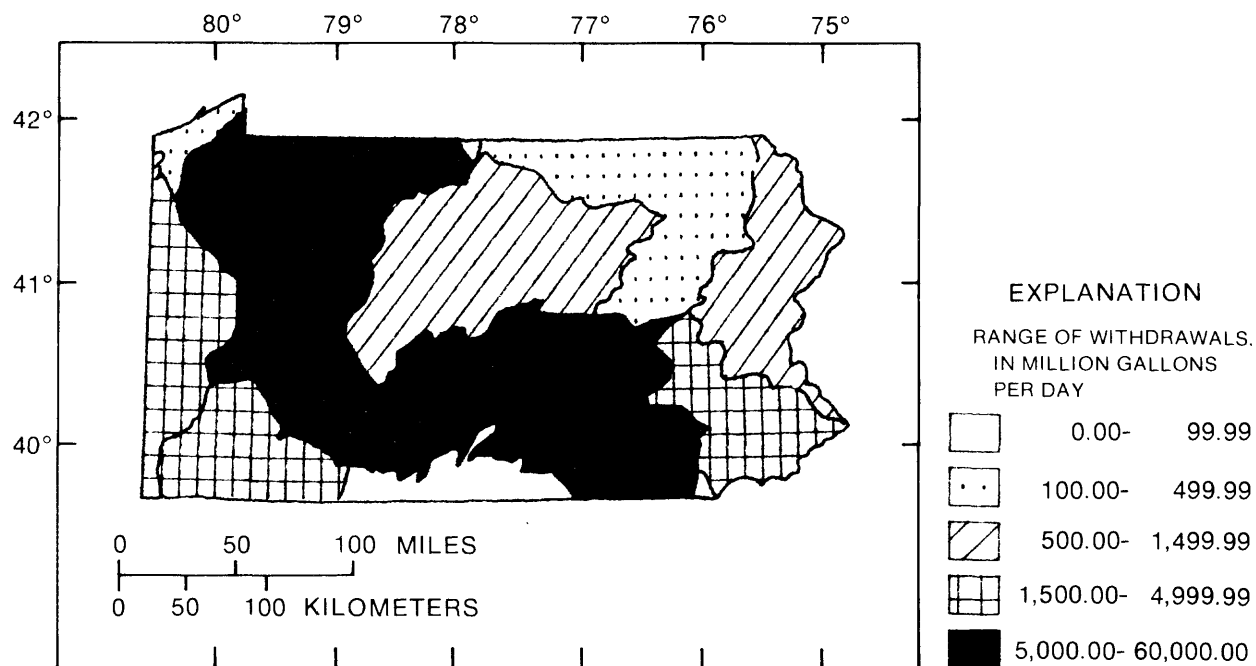 80° 79° 78° 77° 76° 75°
42°
41°
40°
0 50 100 MILES
0 50 100 KILOMETERS
EXPLANATION
RANGE OF WITHDRAWALS.
IN MILLION GALLONS
PER DAY
0.00- 99.99
100.00- 499.99
500.00- 1,499.99
1,500.00- 4,999.99
5,000.00- 60,000.00